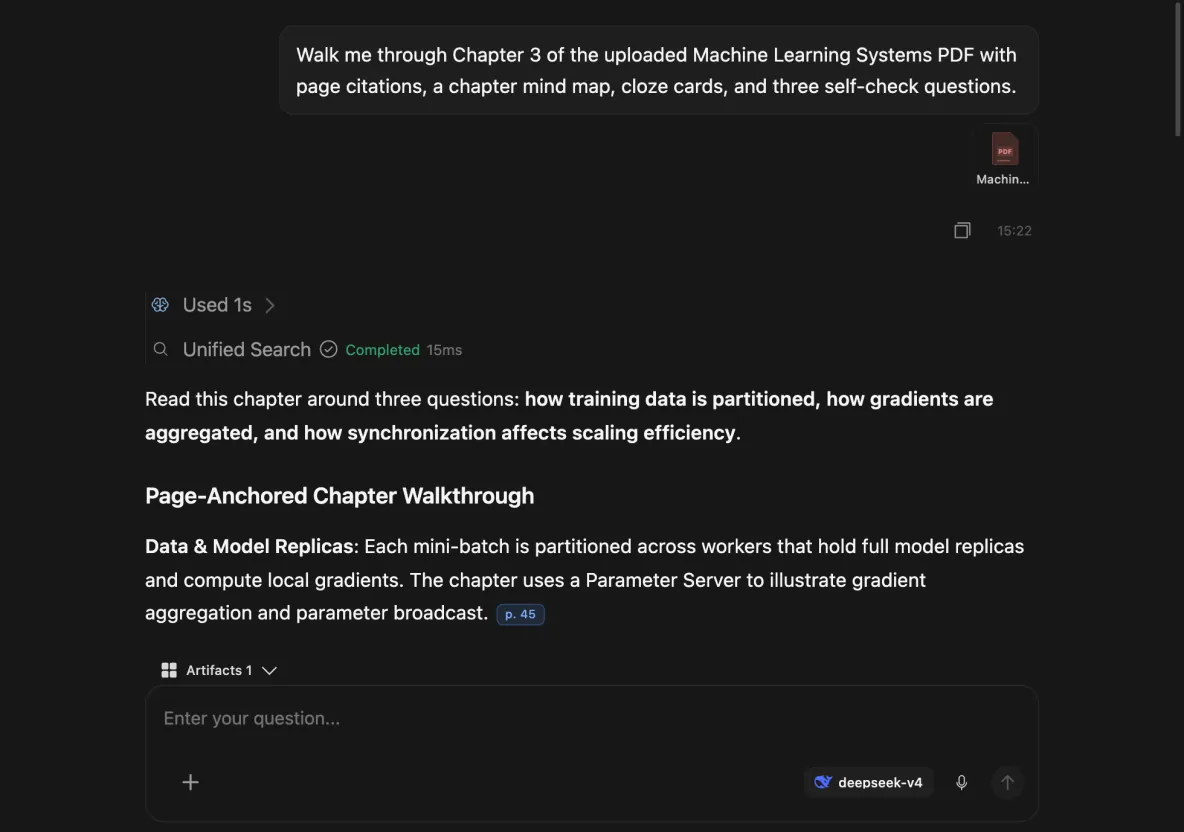 Walk me through Chapter 3 of the uploaded Machine Learning Systems PDF with
page citations, a chapter mind map, cloze cards, and three self-check questions.
PDF
Machin...
15:22
Used 1s
Unified Search Completed 15ms
Read this chapter around three questions: how training data is partitioned, how gradients are
aggregated, and how synchronization affects scaling efficiency.
Page-Anchored Chapter Walkthrough
Data & Model Replicas: Each mini-batch is partitioned across workers that hold full model replicas
and compute local gradients. The chapter uses a Parameter Server to illustrate gradient
aggregation and parameter broadcast. p. 45
Artifacts 1
Enter your question...
deepseek-v4